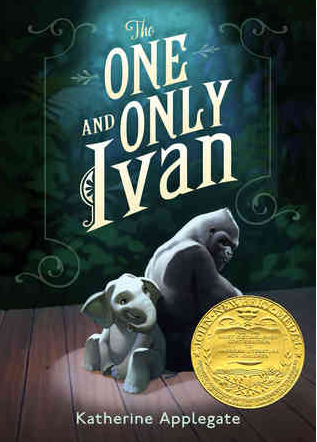 The
ONE
AND ONLY
Ivan
Katherine Applegate